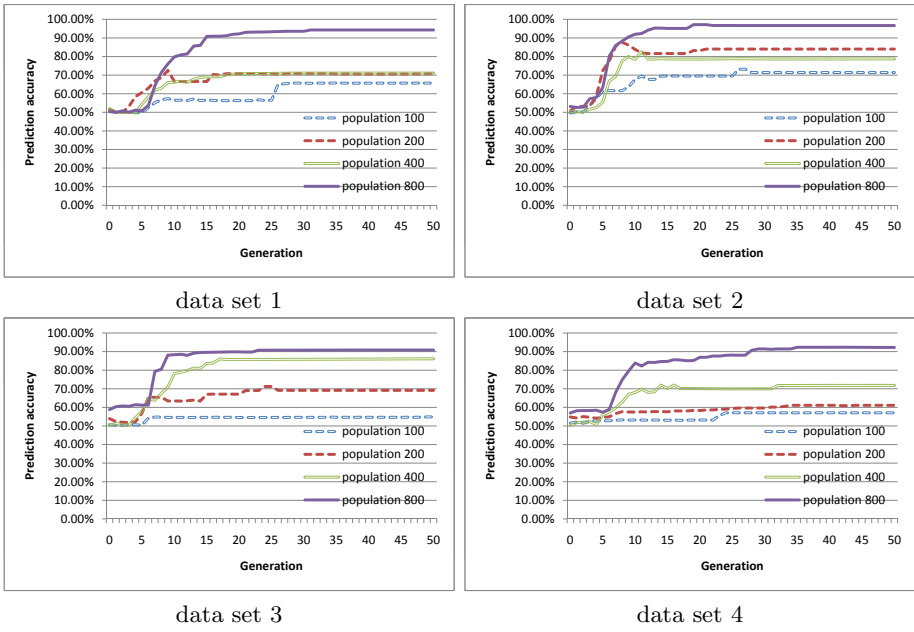 100.00%
90.00%
80.00%
70.00%
60.00%
50.00%
40.00%
30.00%
20.00%
10.00%
0.00%
Prediction accuracy
population 100
population 200
population 400
population 800
0 5 10 15 20 25 30 35 40 45 50
Generation
data set 1
100.00%
90.00%
80.00%
70.00%
60.00%
50.00%
40.00%
30.00%
20.00%
10.00%
0.00%
Prediction accuracy
population 100
population 200
population 400
population 800
0 5 10 15 20 25 30 35 40 45 50
Generation
data set 2
100.00%
90.00%
80.00%
70.00%
60.00%
50.00%
40.00%
30.00%
20.00%
10.00%
0.00%
Prediction accuracy
population 100
population 200
population 400
population 800
0 5 10 15 20 25 30 35 40 45 50
Generation
data set 3
100.00%
90.00%
80.00%
70.00%
60.00%
50.00%
40.00%
30.00%
20.00%
10.00%
0.00%
Prediction accuracy
population 100
population 200
population 400
population 800
0 5 10 15 20 25 30 35 40 45 50
Generation
data set 4